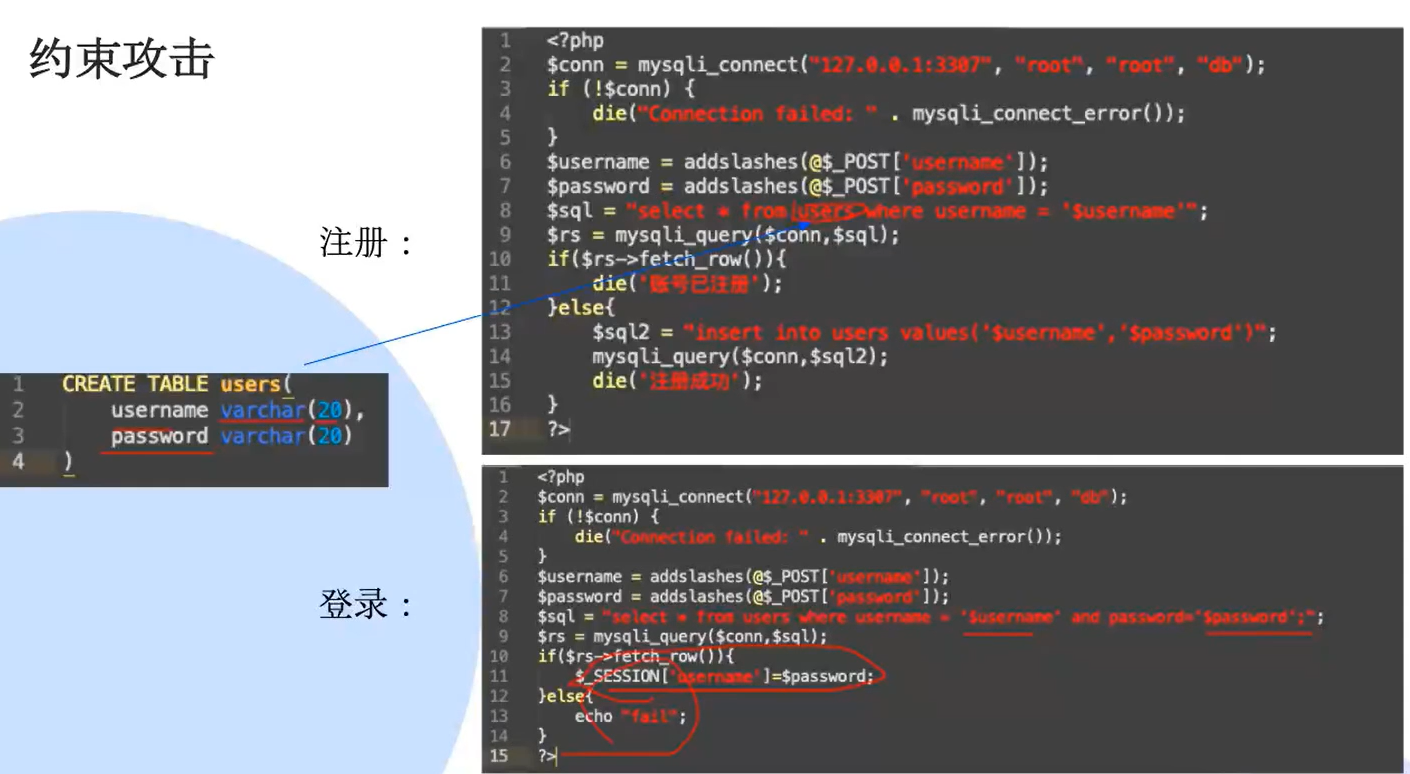 约束攻击
注册：
1 <?php
2 $conn = mysqli_connect("127.0.0.1:3307", "root", "root", "db");
3 if (!$conn) {
4 die("Connection failed: " . mysqli_connect_error());
5 }
6 $username = addslashes(@$_POST['username']);
7 $password = addslashes(@$_POST['password']);
8 $sql = "select * from users where username = '$username'";
9 $rs = mysqli_query($conn,$sql);
10 if($rs->fetch_row()){
11 die('账号已注册');
12 }else{
13 $sql2 = "insert into users values('$username','$password')";
14 mysqli_query($conn,$sql2);
15 die('注册成功');
16 }
17 ?>
1 CREATE TABLE users(
2 username varchar(20),
3 password varchar(20)
4 )
登录：
1 <?php
2 $conn = mysqli_connect("127.0.0.1:3307", "root", "root", "db");
3 if (!$conn) {
4 die("Connection failed: " . mysqli_connect_error());
5 }
6 $username = addslashes(@$_POST['username']);
7 $password = addslashes(@$_POST['password']);
8 $sql = "select * from users where username = '$username' and password='$password';";
9 $rs = mysqli_query($conn,$sql);
10 if($rs->fetch_row()){
11 $_SESSION['username']=$password;
12 }else{
13 echo "fail";
14 }
15 ?>